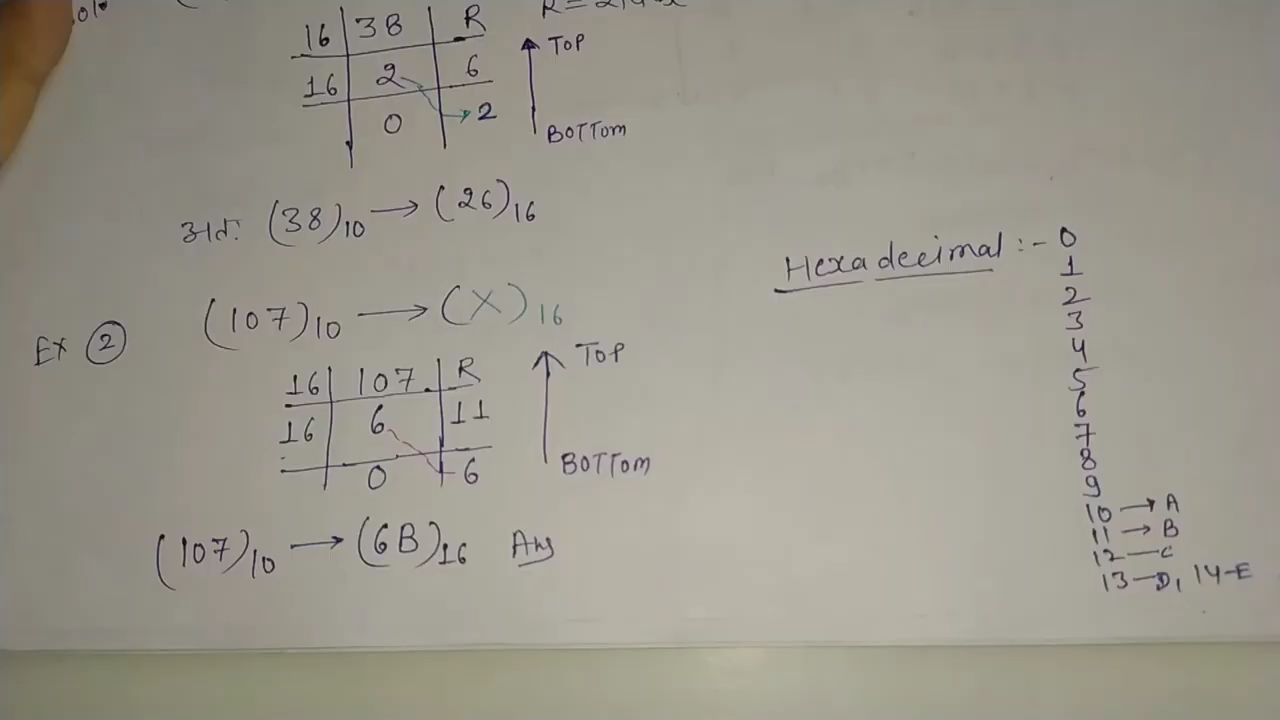 16 38 R
16 2 6
0 2
TOP
BOTTOM
अतः (38)10 → (26)16
Ex 2 (107)10 → (X)16
16 107 R
16 6 11
0 6
TOP
BOTTOM
(107)10 → (6B)16 Ans
Hexadecimal :- 0
1
2
3
4
5
6
7
8
9
10 → A
11 → B
12 — C
13 — D, 14 - E